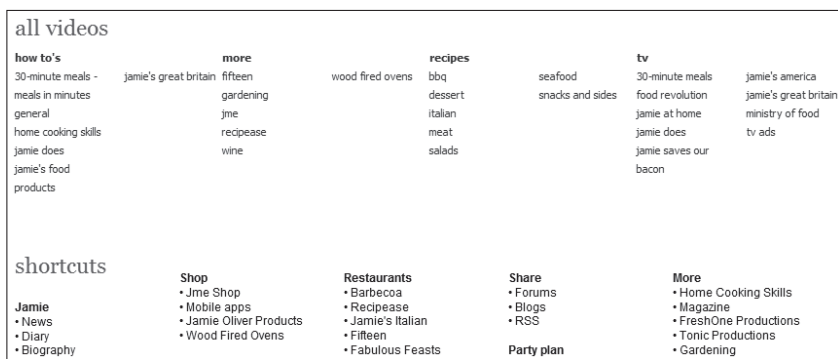 all videos
how to's
30-minute meals -
meals in minutes
general
home cooking skills
jamie does
jamie's food
products
jamie's great britain
more
fifteen
gardening
jme
recipease
wine
wood fired ovens
recipes
bbq
dessert
italian
meat
salads
seafood
snacks and sides
tv
30-minute meals
food revolution
jamie at home
jamie does
jamie saves our
bacon
jamie's america
jamie's great britain
ministry of food
tv ads
shortcuts
Jamie
• News
• Diary
• Biography
Shop
• Jme Shop
• Mobile apps
• Jamie Oliver Products
• Wood Fired Ovens
Restaurants
• Barbecoa
• Recipease
• Jamie's Italian
• Fifteen
• Fabulous Feasts
Share
• Forums
• Blogs
• RSS
Party plan
More
• Home Cooking Skills
• Magazine
• FreshOne Productions
• Tonic Productions
• Gardening